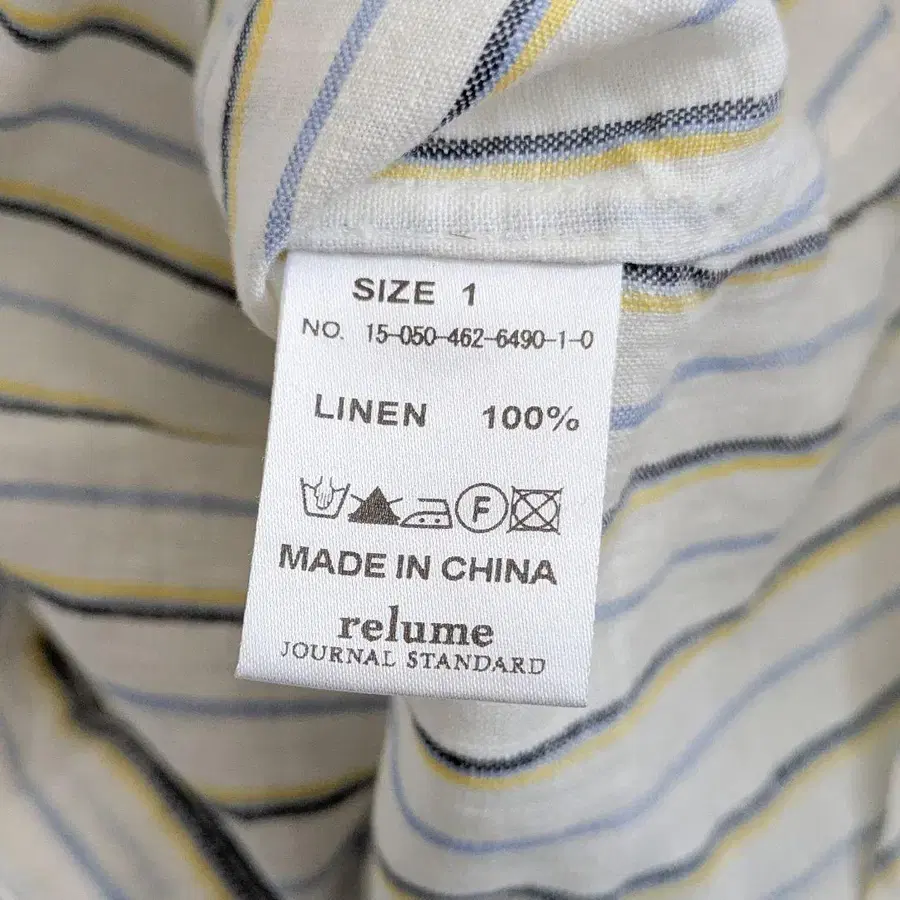 SIZE 1
NO. 15-050-462-6490-1-0
LINEN 100%
F
MADE IN CHINA
relume
JOURNAL STANDARD